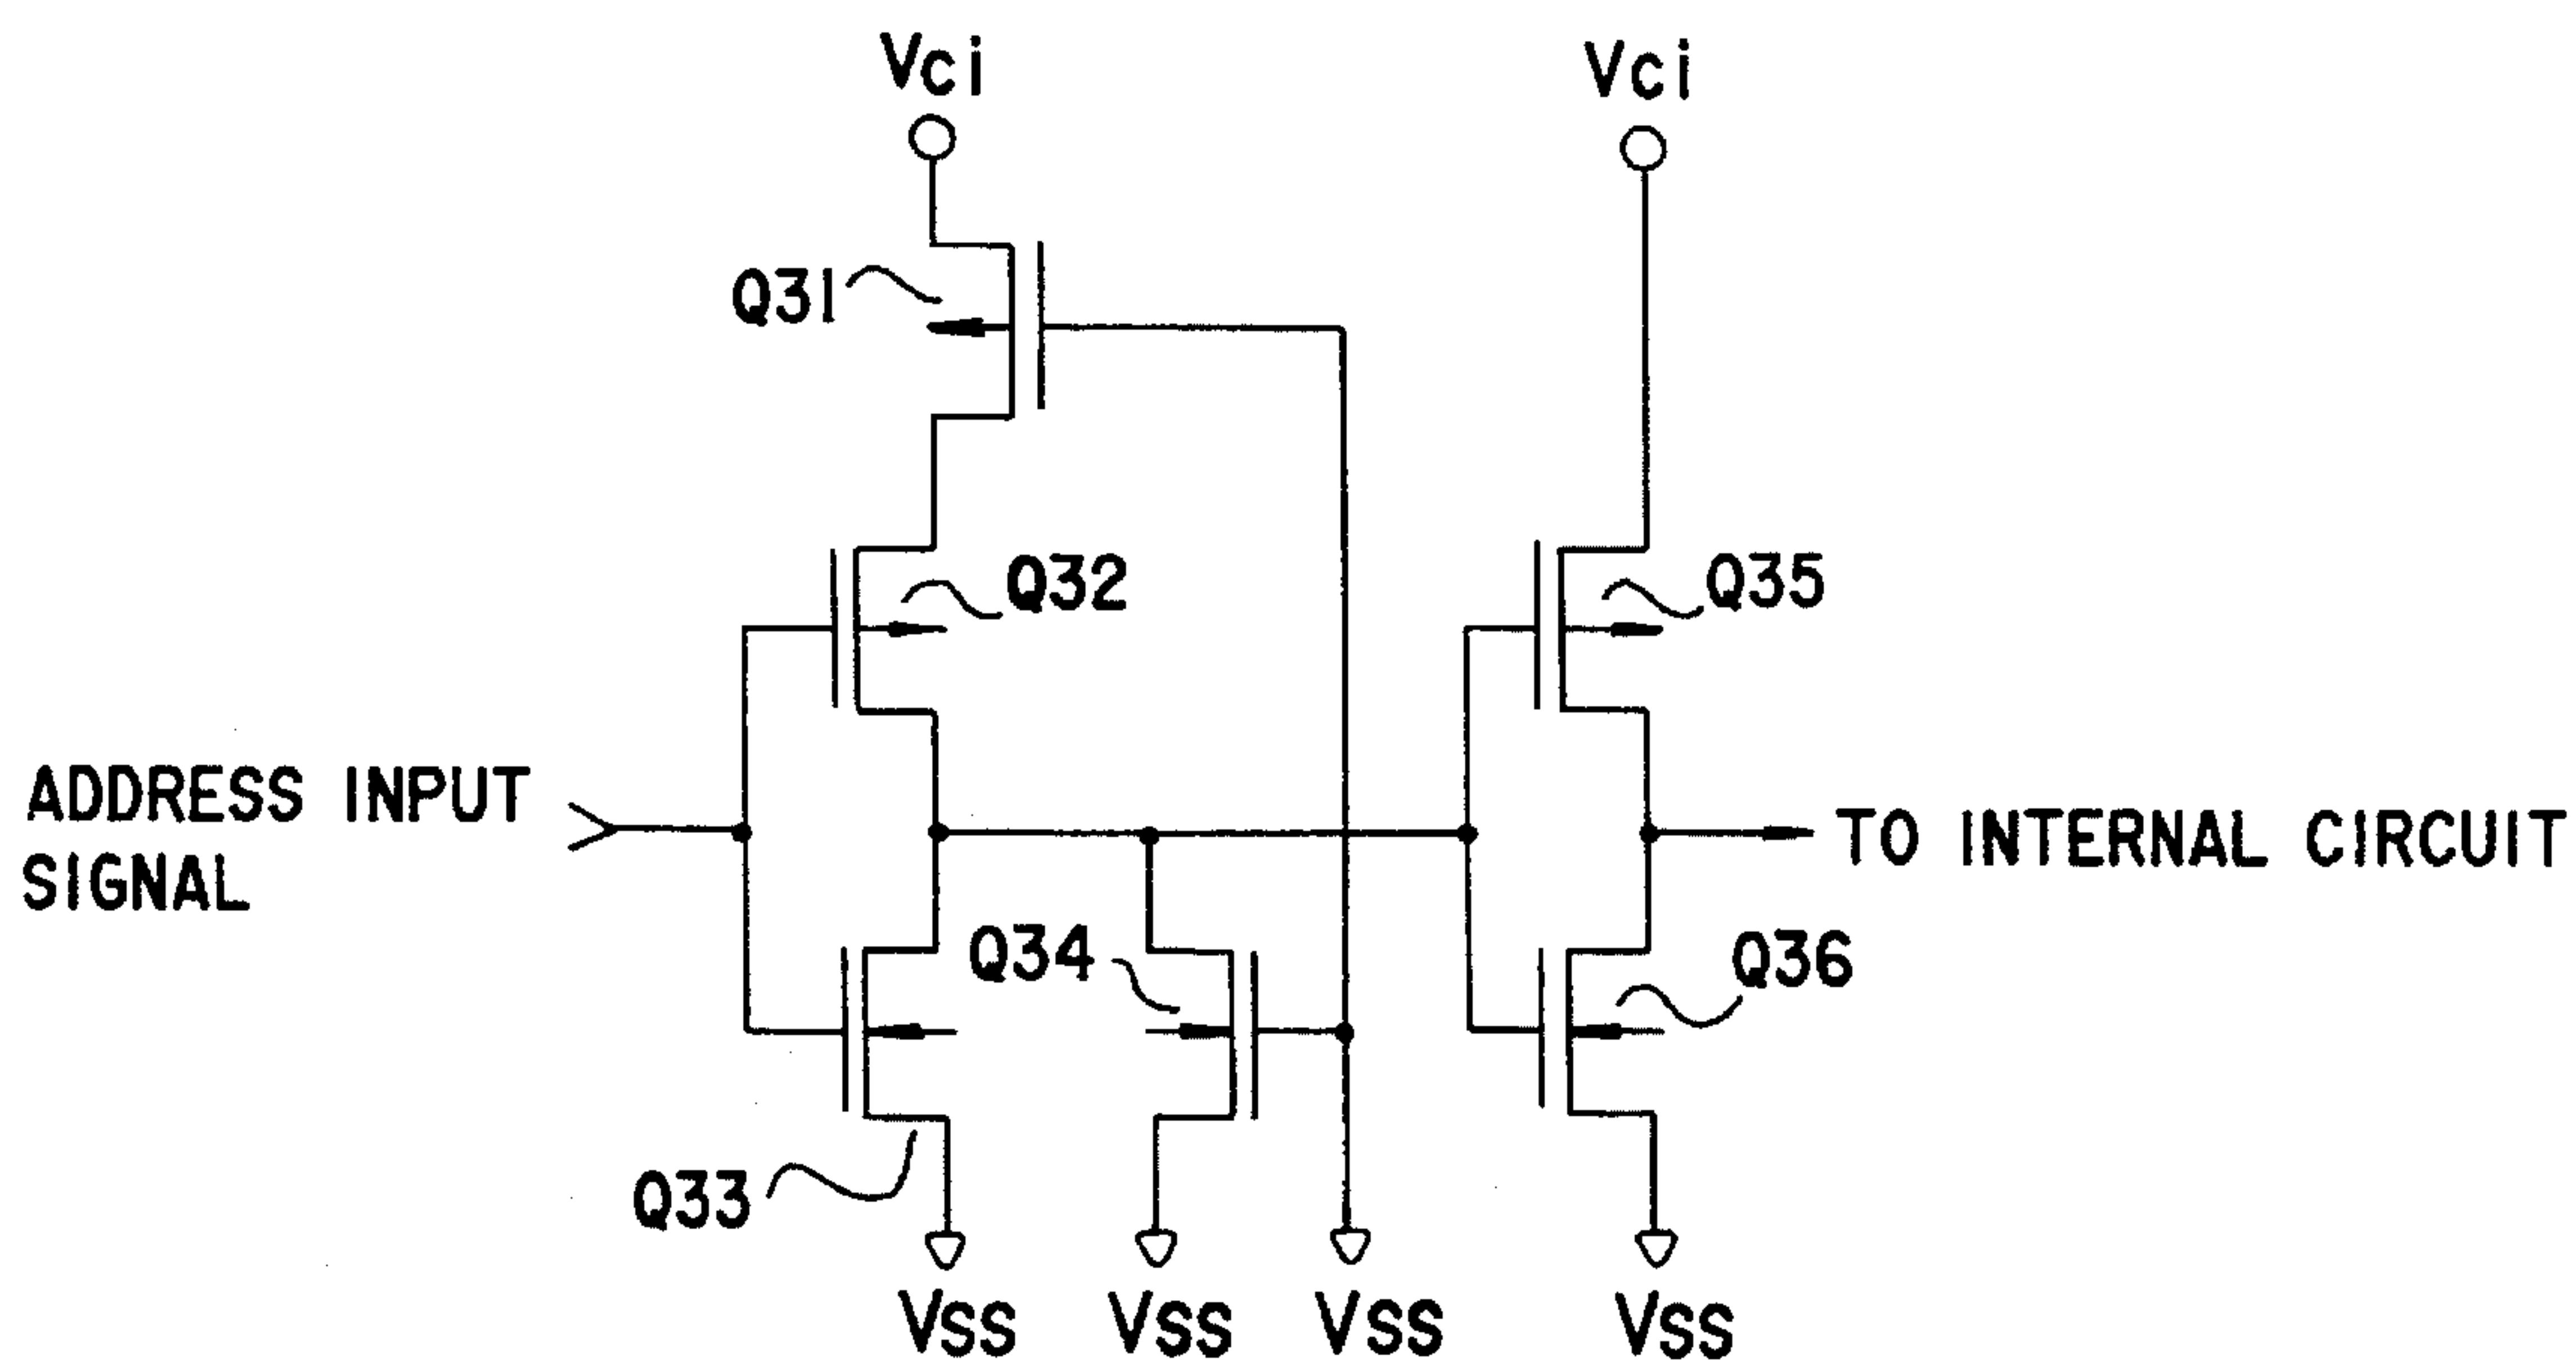 Vci
Vci
Q31
Q32
Q35
ADDRESS INPUT
SIGNAL
TO INTERNAL CIRCUIT
Q34
Q36
Q33
VSS
VSS
VSS
VSS